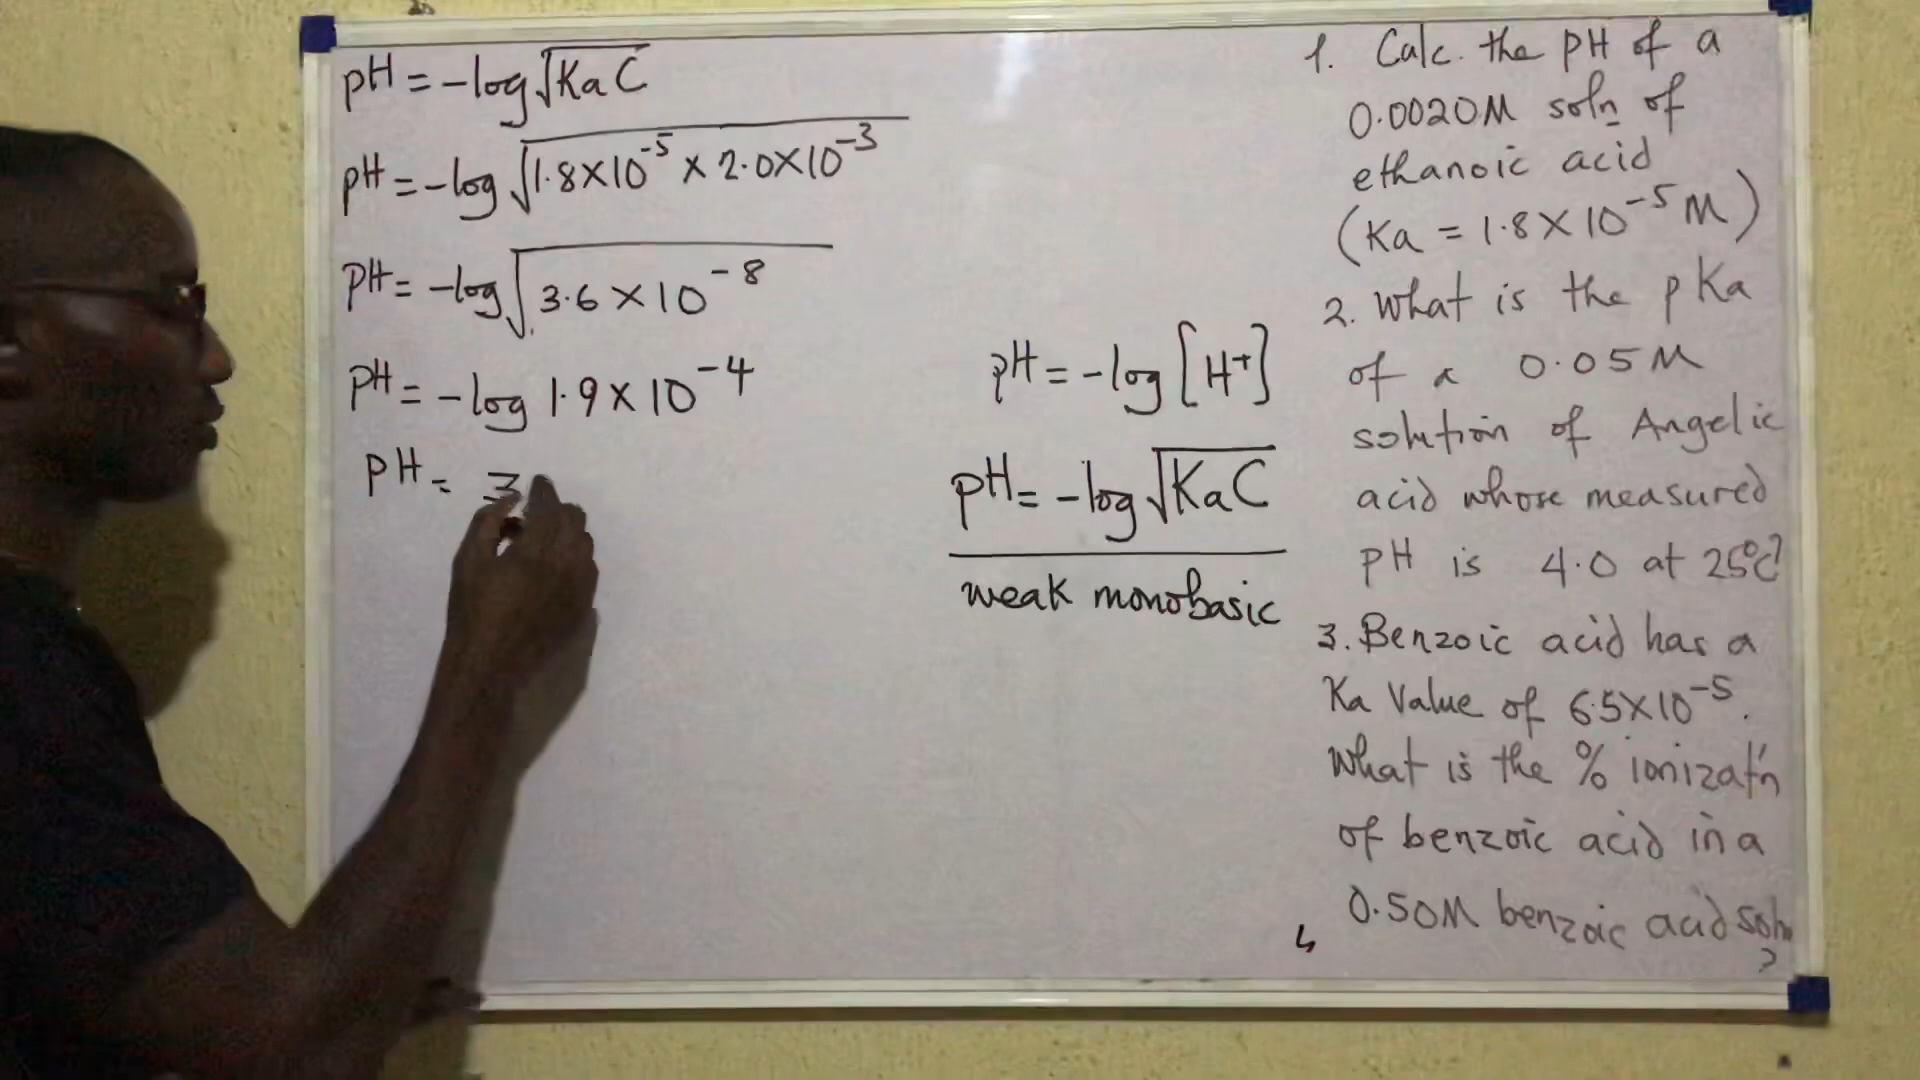 pH = -log√KaC
pH = -log√1.8×10⁻⁵ × 2.0×10⁻³
pH = -log√3.6×10⁻⁸
pH = -log 1.9×10⁻⁴
pH = 3
pH = -log[H⁺]
pH = -log√KaC
weak monobasic
1. Calc. the pH of a
0.0020M soln of
ethanoic acid
(Ka = 1.8×10⁻⁵M)
2. What is the pKa
of a 0.05M
solution of Angelic
acid whose measured
pH is 4.0 at 25°C?
3. Benzoic acid has a
Ka Value of 6.5×10⁻⁵.
What is the % ionizat'n
of benzoic acid in a
0.50M benzoic acid soln
?